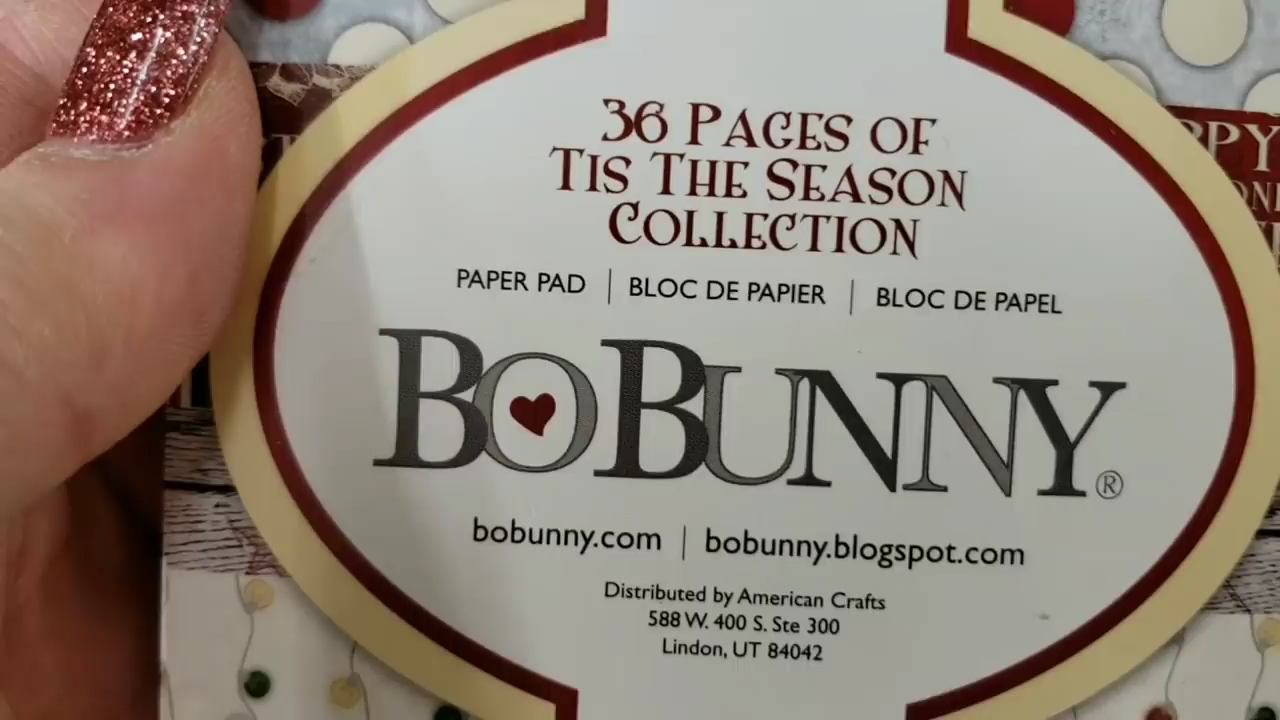 36 PAGES OF
TIS THE SEASON
COLLECTION
PAPER PAD | BLOC DE PAPIER | BLOC DE PAPEL
BOBUNNY®
bobunny.com | bobunny.blogspot.com
Distributed by American Crafts
588 W. 400 S. Ste 300
Lindon, UT 84042